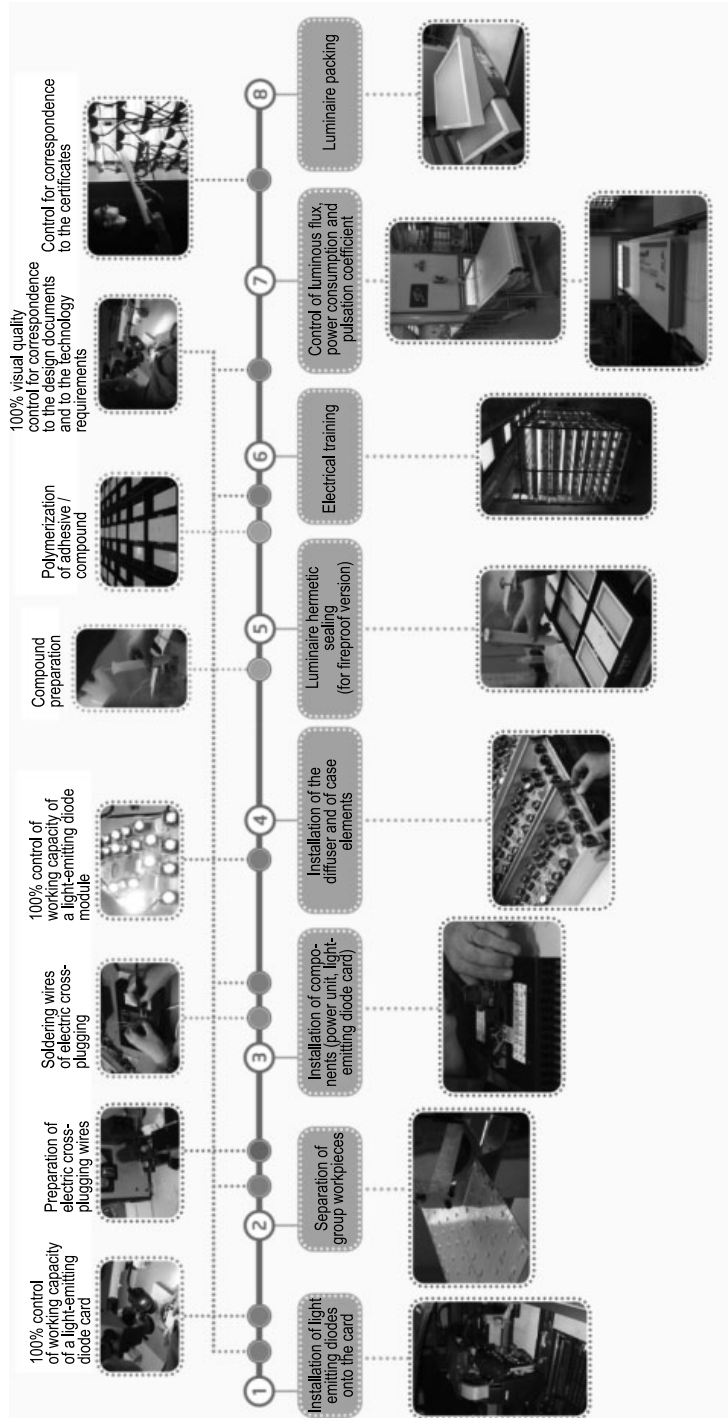 100% control
of working capacity
of a light-emitting
diode card
Preparation of
electric cross-
plugging wires
Soldering wires
of electric cross-
plugging
100% control of
working capacity of
a light-emitting diode
module
Compound
preparation
Polymerization
of adhesive /
compound
100% visual quality
control for correspondence
to the design documents
and to the technology
requirements
Control for correspondence
to the certificates
1
2
3
4
5
6
7
8
Installation of light
emitting diodes
onto the card
Separation of
group workpieces
Installation of compo-
nents (power unit, light-
emitting diode card)
Installation of the
diffuser and of case
elements
Luminaire hermetic
sealing
(for fireproof version)
Electrical training
Control of luminous flux,
power consumption and
pulsation coefficient
Luminaire packing